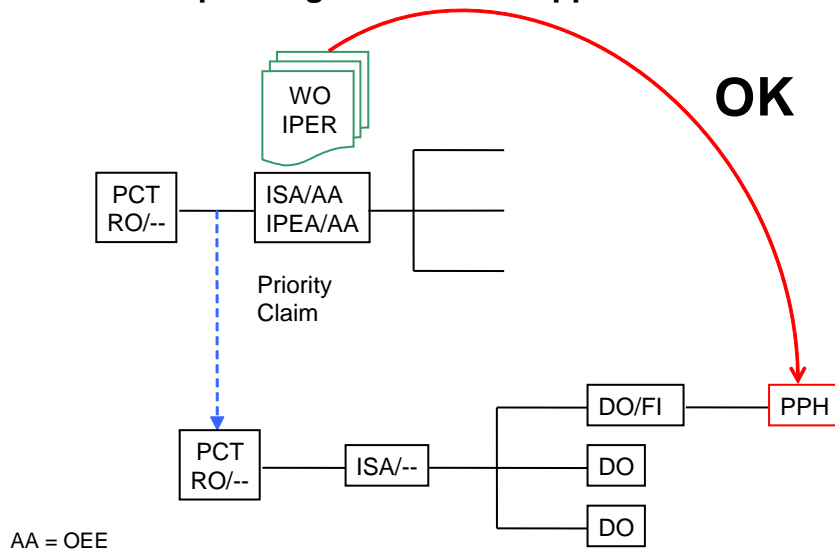 WO
IPER
OK
PCT
RO/--
ISA/AA
IPEA/AA
Priority
Claim
DO/FI
PPH
PCT
RO/--
ISA/--
DO
DO
AA = OEE